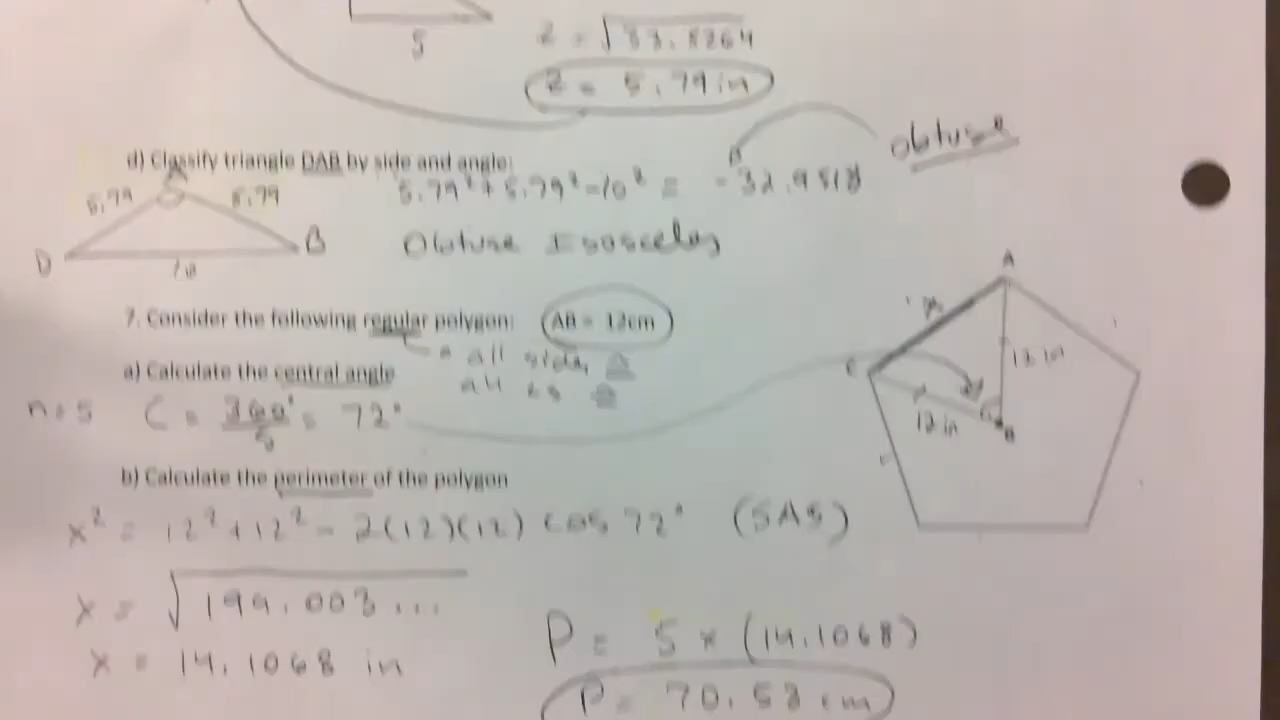 5
z = √33.5264
z = 5.79 in
obtuse
d) Classify triangle DAB by side and angle:
5.79² + 5.79² - 10² = -32.9518
A
5.79 5.79
D B
10
Obtuse Isosceles
7. Consider the following regular polygon: AB = 12cm
all sides
a) Calculate the central angle
all
n = 5 C = 360°/5 = 72°
A
x
12 in
12 in
B
b) Calculate the perimeter of the polygon
x² = 12² + 12² - 2(12)(12) cos 72° (SAS)
x = √199.003...
x = 14.1068 in
P = 5 × (14.1068)
P = 70.53 cm